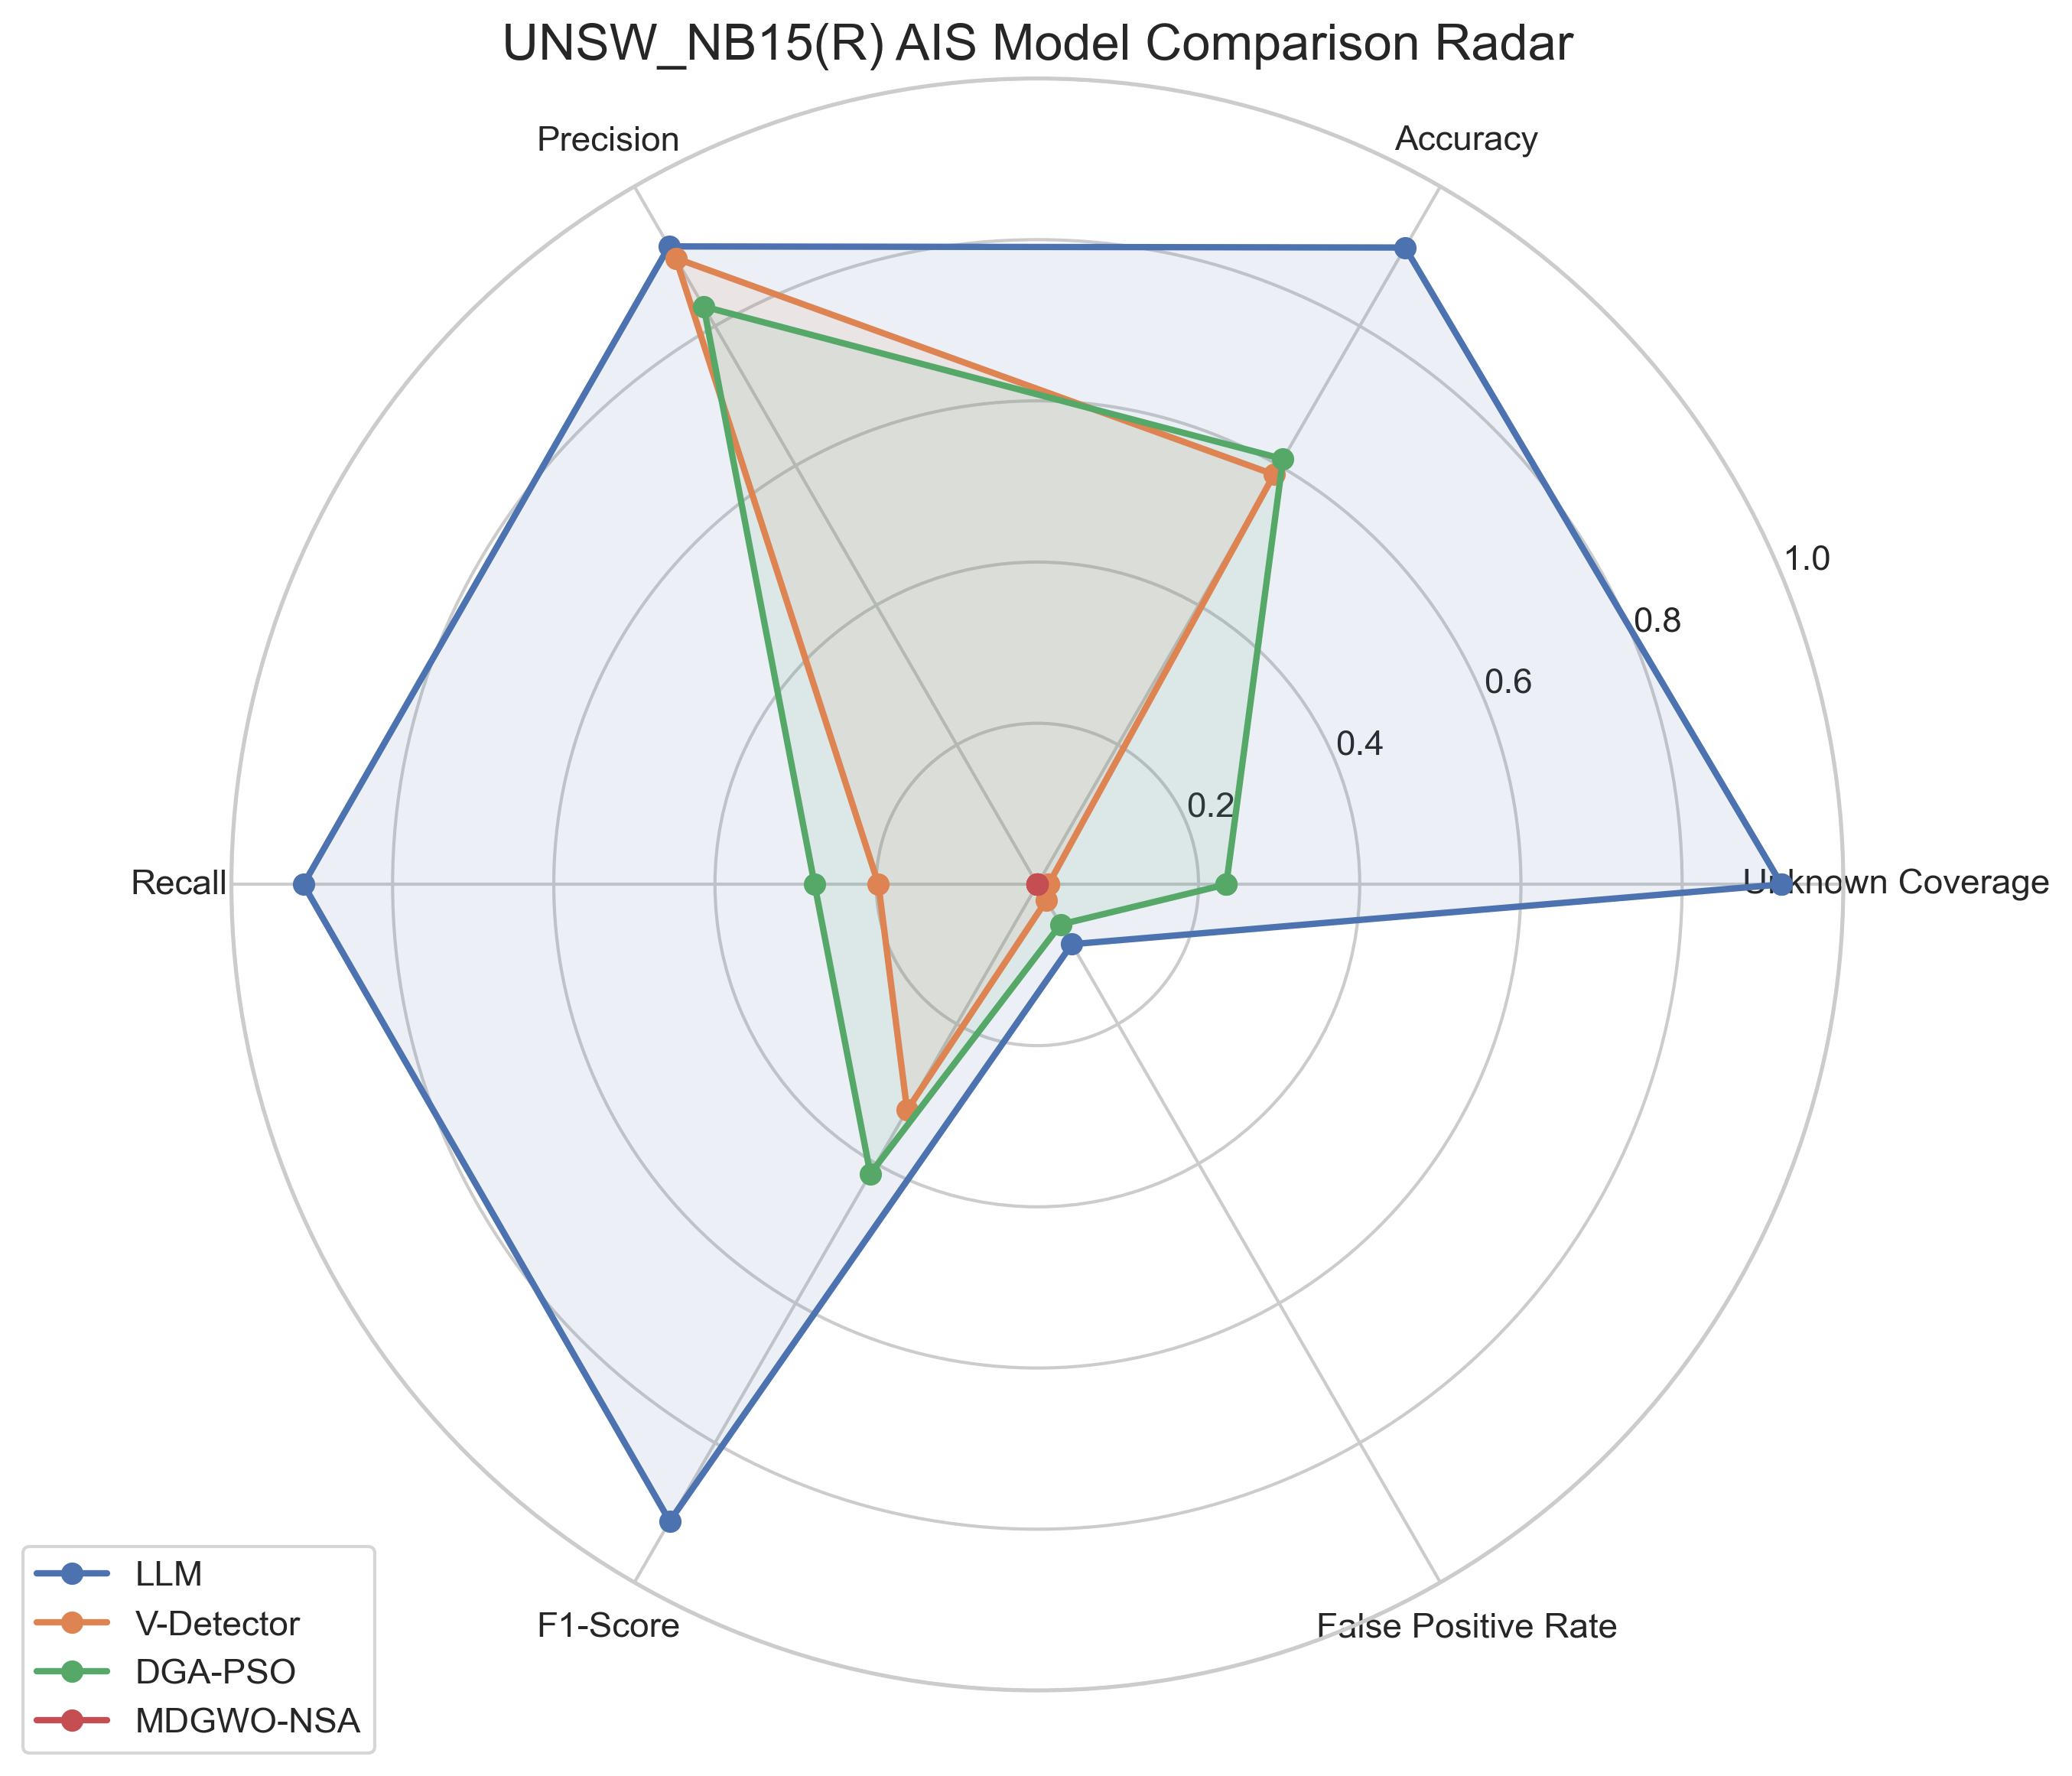 UNSW_NB15(R) AIS Model Comparison Radar
Precision
Accuracy
1.0
0.8
0.6
0.4
0.2
Recall
Unknown Coverage
F1-Score
False Positive Rate
LLM
V-Detector
DGA-PSO
MDGWO-NSA